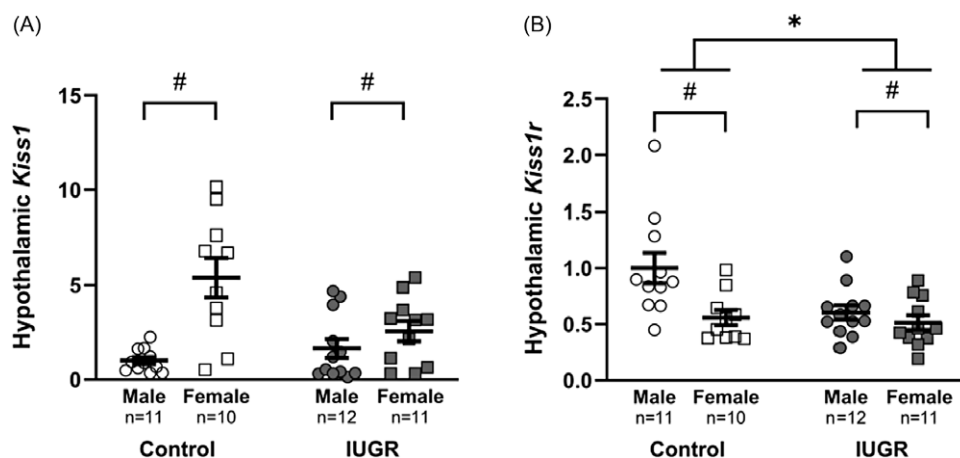 (A)
Hypothalamic Kiss1
15
10
5
0
#
#
Male Female Male Female
n=11 n=10 n=12 n=11
Control IUGR
(B)
Hypothalamic Kiss1r
2.5
2.0
1.5
1.0
0.5
0.0
*
#
#
Male Female Male Female
n=11 n=10 n=12 n=11
Control IUGR